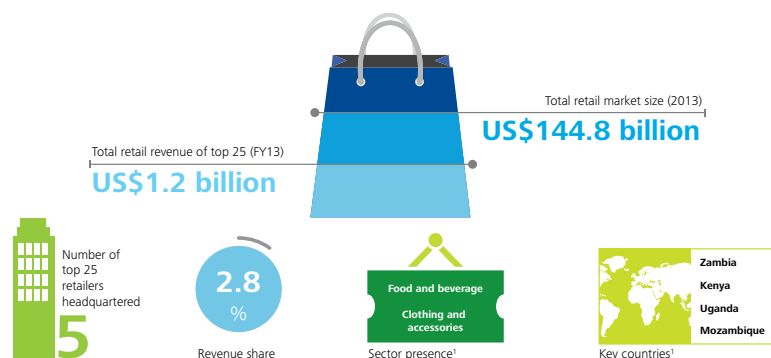 Total retail market size (2013)
US$144.8 billion
Total retail revenue of top 25 (FY13)
US$1.2 billion
Number of
top 25
retailers
headquartered
5
2.8
%
Revenue share
Food and beverage
Clothing and
accessories
Sector presence¹
Zambia
Kenya
Uganda
Mozambique
Key countries¹